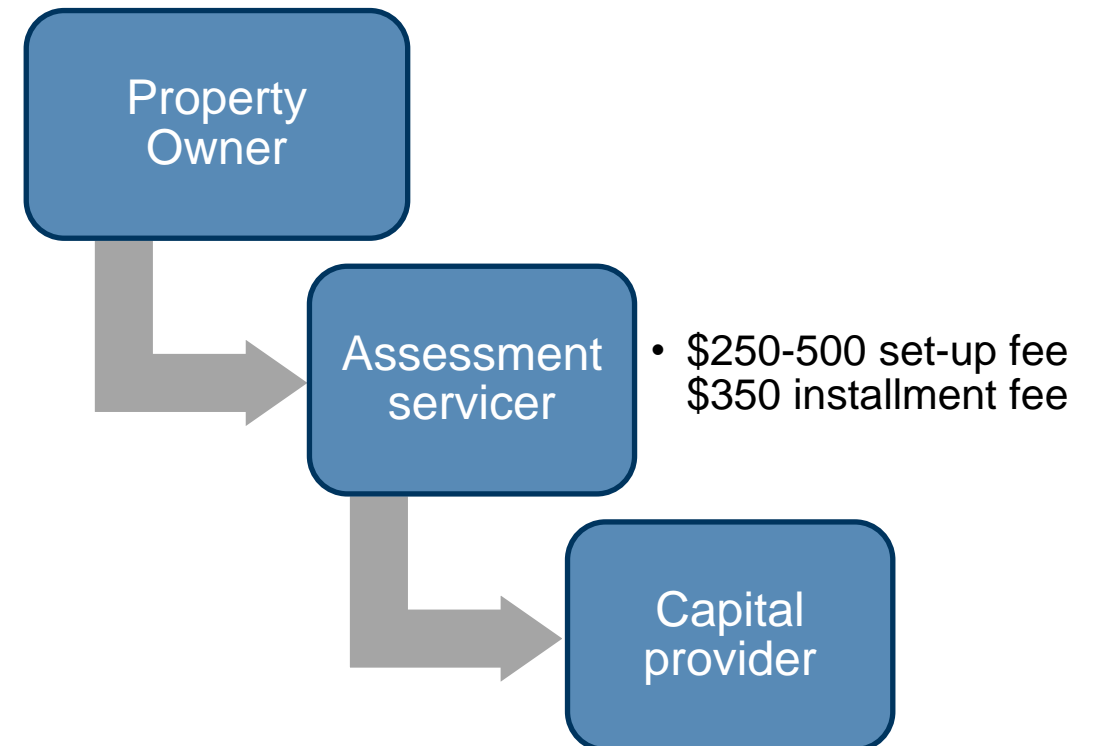 Property
Owner
Assessment
servicer
• $250-500 set-up fee
$350 installment fee
Capital
provider